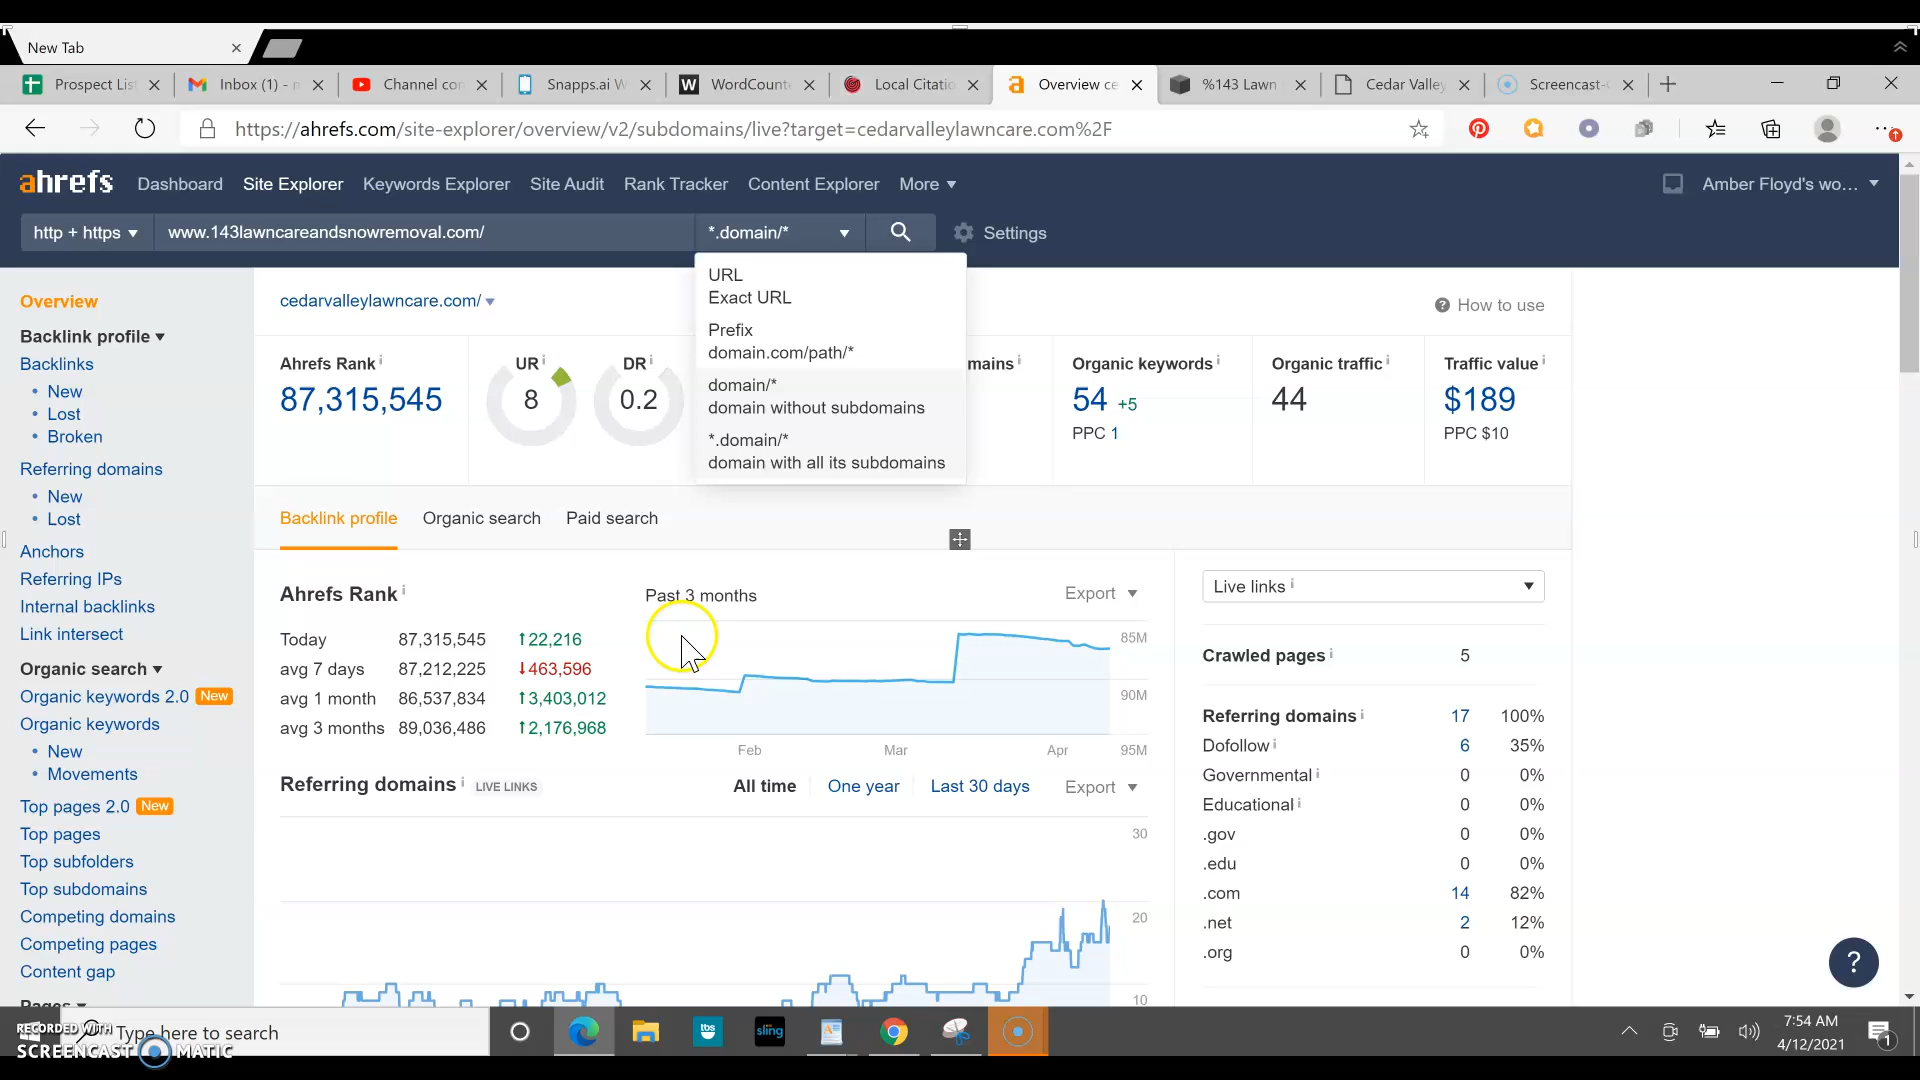 New Tab
Prospect Lis
Inbox (1) - n
Channel con
Snapps.ai W
WordCounte
Local Citatio
Overview ce
%143 Lawn
Cedar Valley
Screencast-O
https://ahrefs.com/site-explorer/overview/v2/subdomains/live?target=cedarvalleylawncare.com%2F
ahrefs
Dashboard
Site Explorer
Keywords Explorer
Site Audit
Rank Tracker
Content Explorer
More
Amber Floyd's wo...
http + https
www.143lawncareandsnowremoval.com/
*.domain/*
Settings
URL
Exact URL
Prefix
domain.com/path/*
domain/*
domain without subdomains
*.domain/*
domain with all its subdomains
Overview
Backlink profile
Backlinks
• New
• Lost
• Broken
Referring domains
• New
• Lost
Anchors
Referring IPs
Internal backlinks
Link intersect
Organic search
Organic keywords 2.0 New
Organic keywords
• New
• Movements
Top pages 2.0 New
Top pages
Top subfolders
Top subdomains
Competing domains
Competing pages
Content gap
Pages
cedarvalleylawncare.com/
? How to use
Ahrefs Rank i
87,315,545
UR i
8
DR i
0.2
mains i
Organic keywords i
54 +5
PPC 1
Organic traffic i
44
Traffic value i
$189
PPC $10
Backlink profile
Organic search
Paid search
Ahrefs Rank i
Today 87,315,545 ↑22,216
avg 7 days 87,212,225 ↓463,596
avg 1 month 86,537,834 ↑3,403,012
avg 3 months 89,036,486 ↑2,176,968
Past 3 months
Export
85M
90M
95M
Feb Mar Apr
Referring domains i LIVE LINKS
All time
One year
Last 30 days
Export
30
20
10
Live links i
Crawled pages i 5
Referring domains i 17 100%
Dofollow i 6 35%
Governmental i 0 0%
Educational i 0 0%
.gov 0 0%
.edu 0 0%
.com 14 82%
.net 2 12%
.org 0 0%
?
Type here to search
RECORDED WITH
SCREENCAST MATIC
tbs
sling
7:54 AM
4/12/2021
1